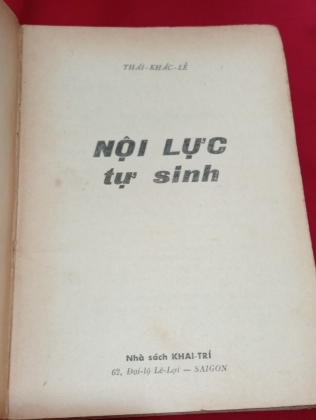 THÁI-KHẮC-LỄ
NỘI LỰC
tự sinh
Nhà sách KHAI-TRÍ
62, Đại-lộ Lê-Lợi — SAIGON